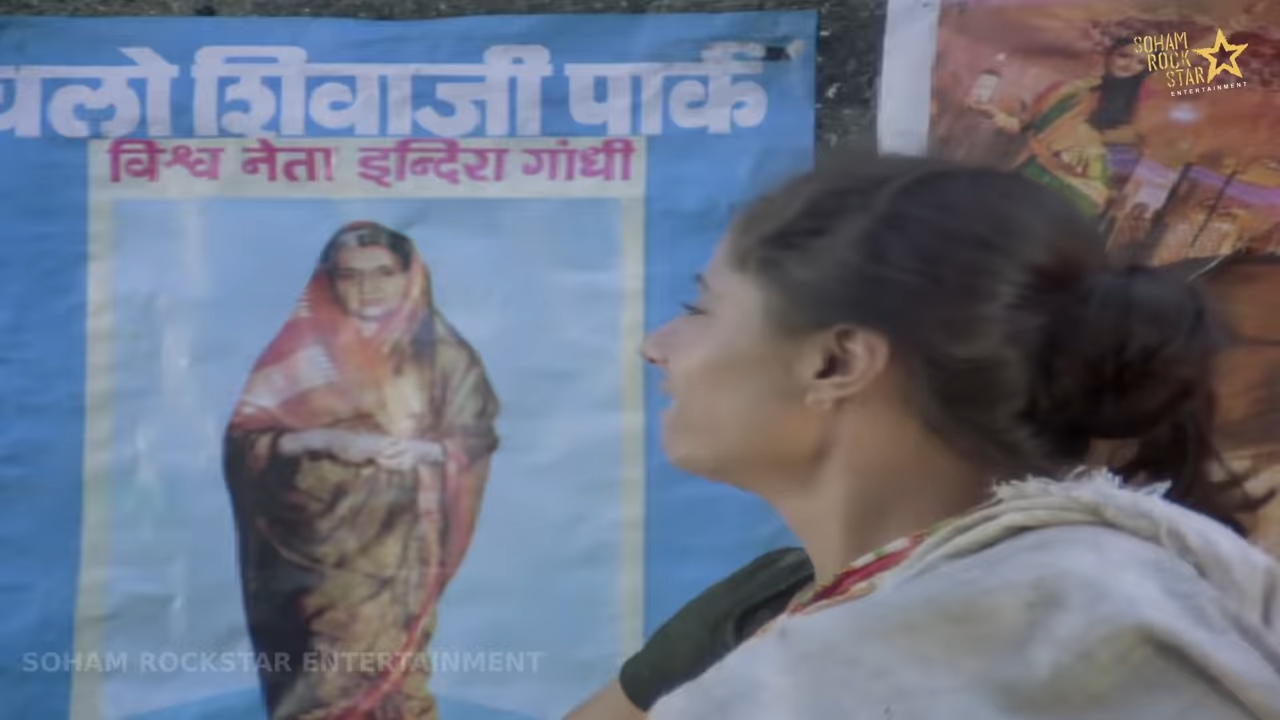 चलो शिवाजी पार्क
विश्व नेता इन्दिरा गांधी
SOHAM
ROCK
STAR
ENTERTAINMENT
SOHAM ROCKSTAR ENTERTAINMENT